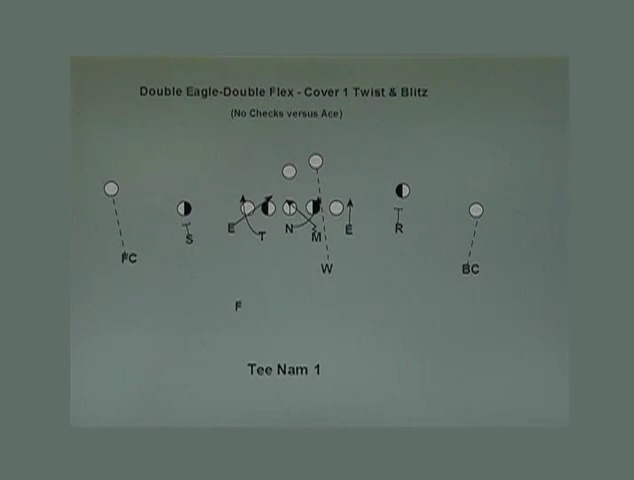 Double Eagle-Double Flex - Cover 1 Twist & Blitz
(No Checks versus Ace)
S E T N M E R
FC W BC
F
Tee Nam 1